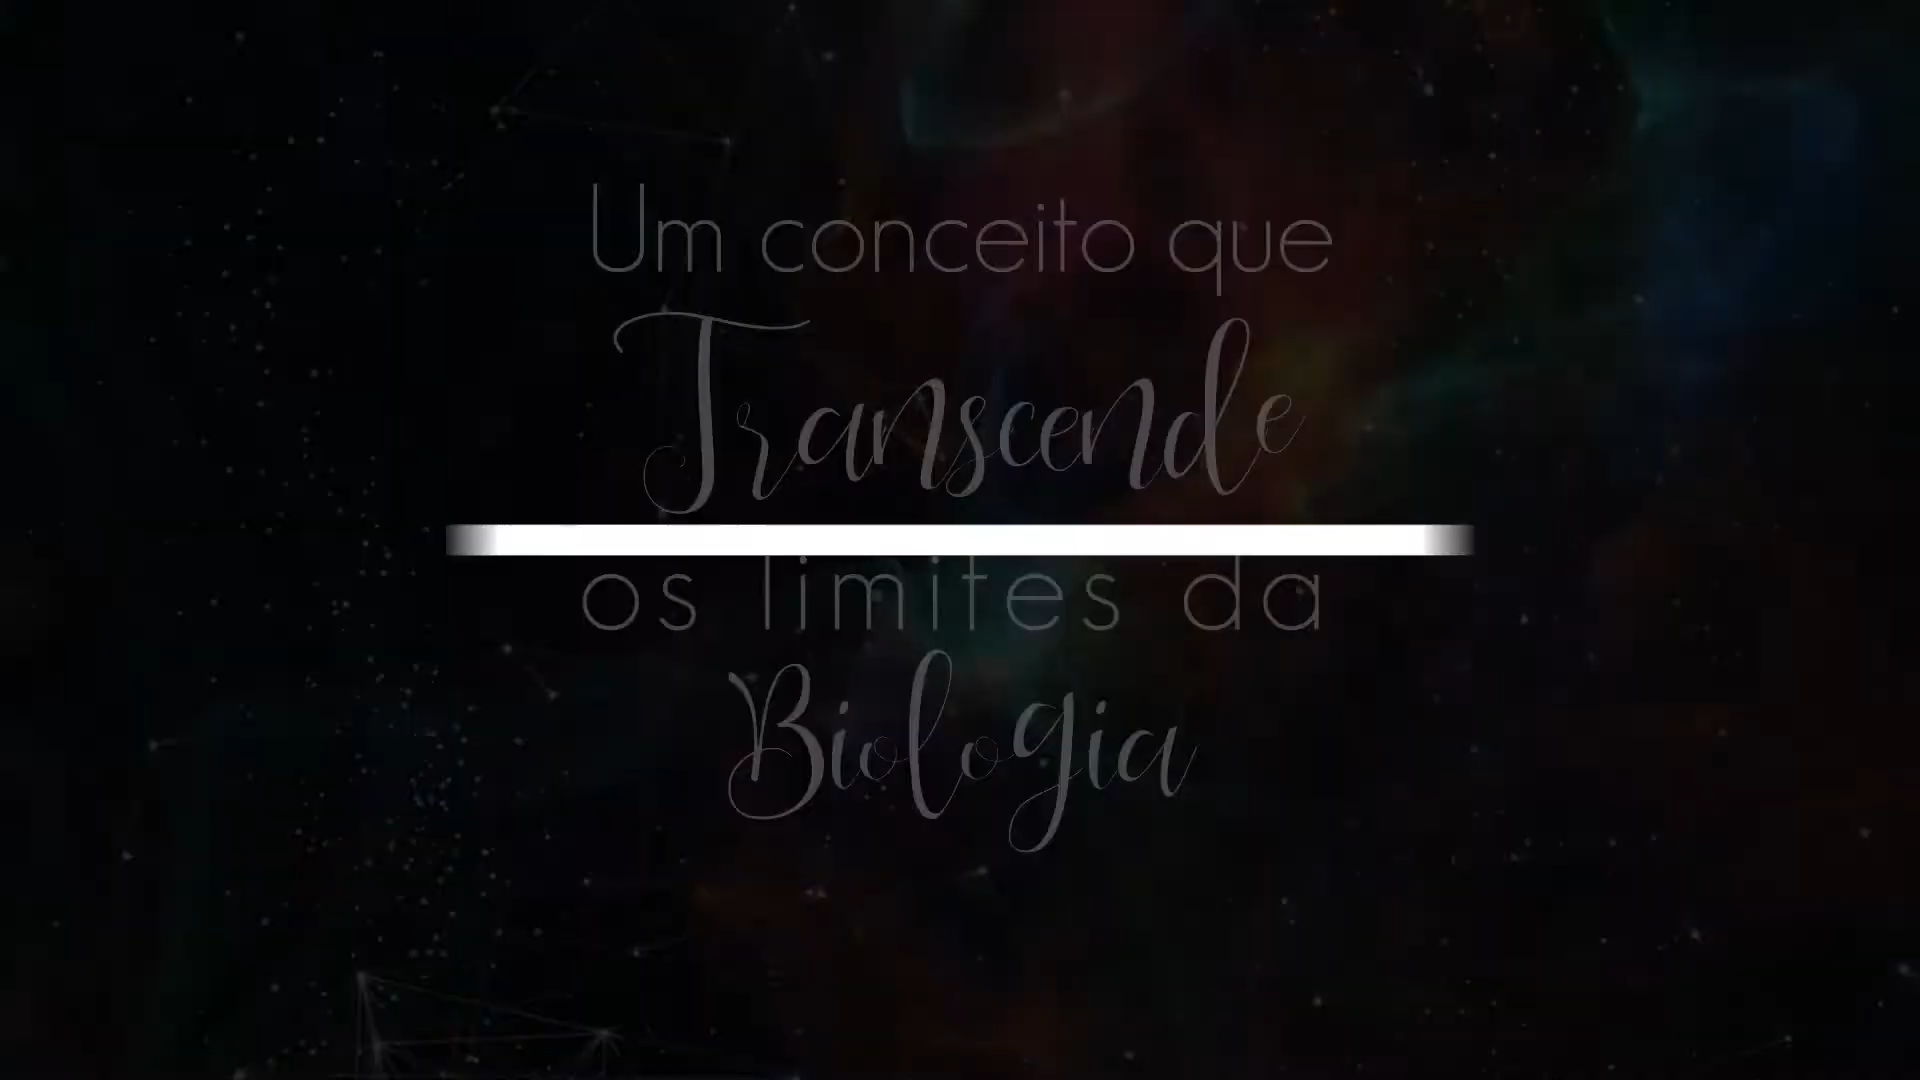 Um conceito que
Transcende
os limites da
Biologia